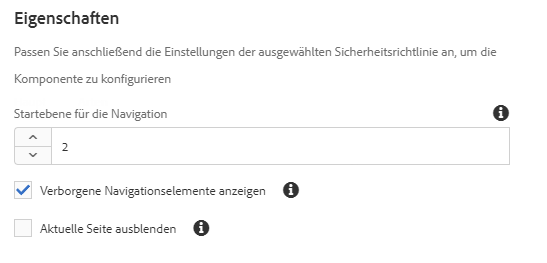 Eigenschaften
Passen Sie anschließend die Einstellungen der ausgewählten Sicherheitsrichtlinie an, um die
Komponente zu konfigurieren
Startebene für die Navigation
2
Verborgene Navigationselemente anzeigen
Aktuelle Seite ausblenden